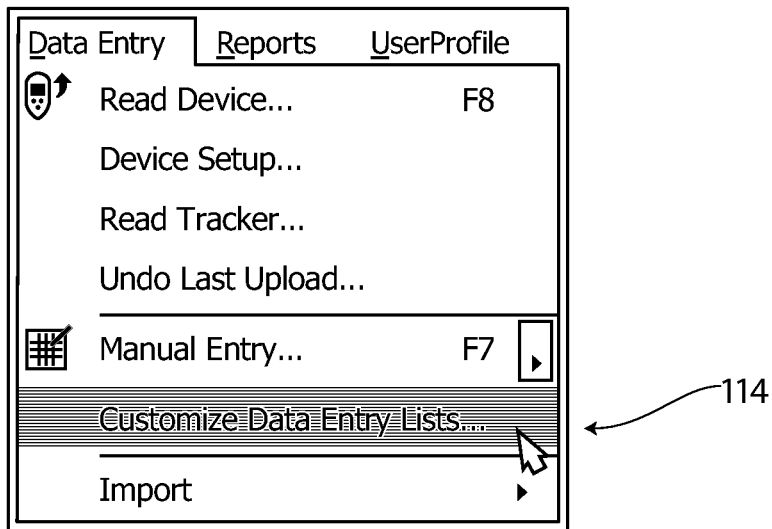 Data Entry Reports UserProfile
Read Device... F8
Device Setup...
Read Tracker...
Undo Last Upload...
Manual Entry... F7
Customize Data Entry Lists...
114
Import